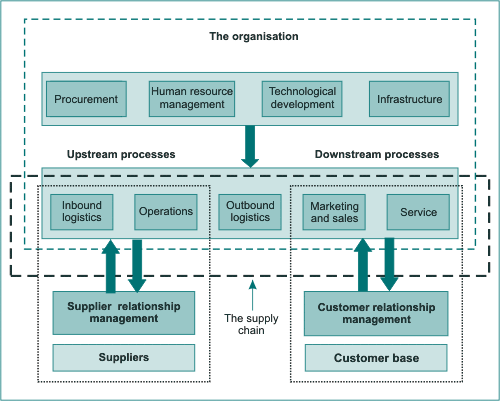 The organisation
Procurement
Human resource
management
Technological
development
Infrastructure
Upstream processes
Downstream processes
Inbound
logistics
Operations
Outbound
logistics
Marketing
and sales
Service
Supplier relationship
management
The supply
chain
Customer relationship
management
Suppliers
Customer base